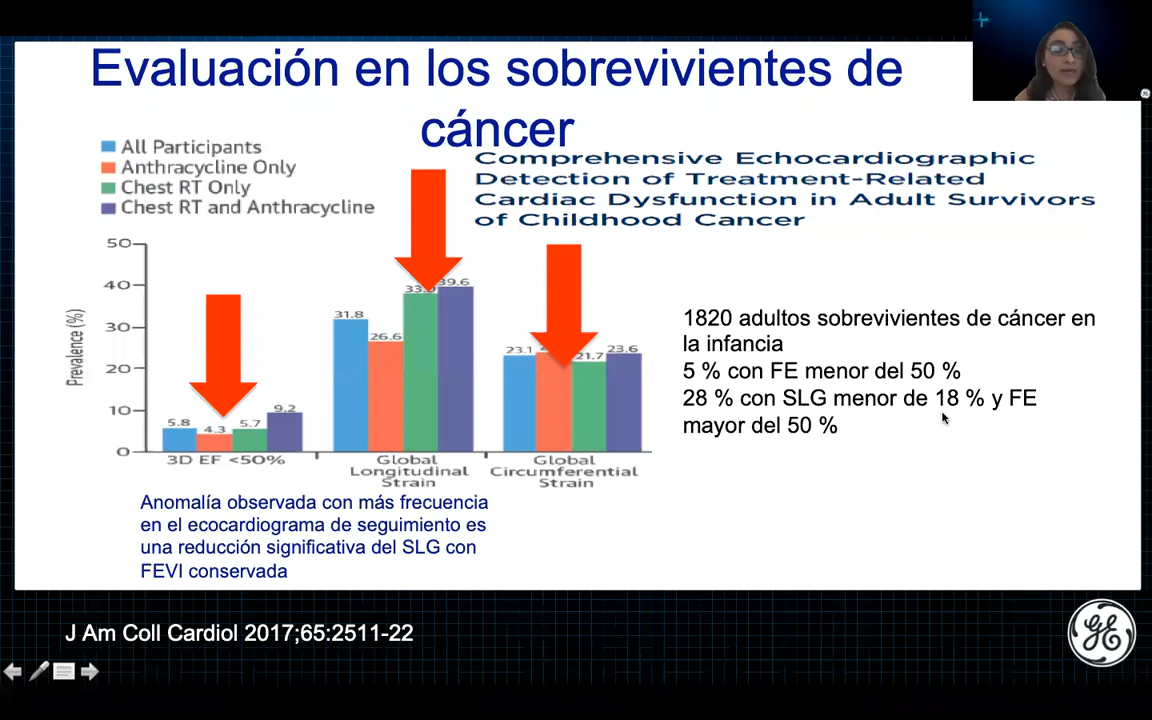 Evaluación en los sobrevivientes de
cáncer
All Participants
Anthracycline Only
Chest RT Only
Chest RT and Anthracycline
Comprehensive Echocardiographic
Detection of Treatment-Related
Cardiac Dysfunction in Adult Survivors
of Childhood Cancer
Prevalence (%)
50
40
30
20
10
0
5.8
4.3
5.7
9.2
31.8
26.6
39.6
23.1
21.7
23.6
3D EF <50%
Global
Longitudinal
Strain
Global
Circumferential
Strain
1820 adultos sobrevivientes de cáncer en
la infancia
5 % con FE menor del 50 %
28 % con SLG menor de 18 % y FE
mayor del 50 %
Anomalía observada con más frecuencia
en el ecocardiograma de seguimiento es
una reducción significativa del SLG con
FEVI conservada
J Am Coll Cardiol 2017;65:2511-22
GE